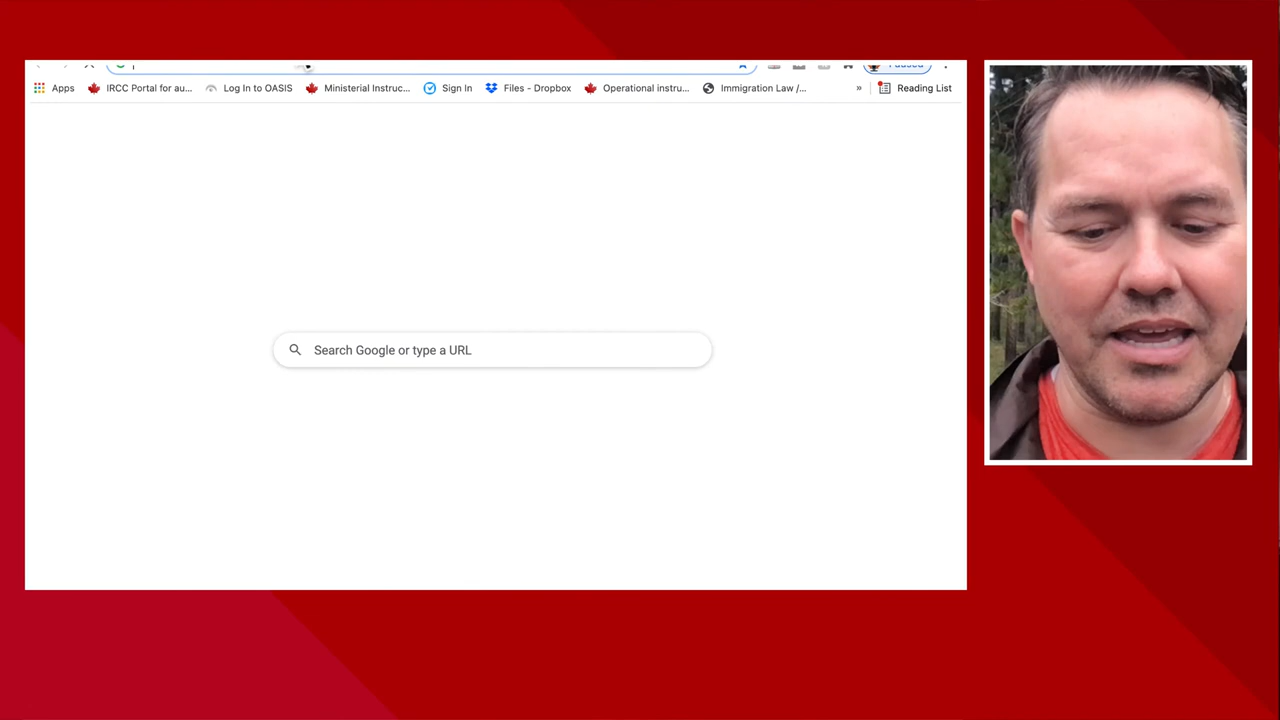 Apps IRCC Portal for au... Log In to OASIS Ministerial Instruc... Sign In Files - Dropbox Operational instru... Immigration Law /... » Reading List
Search Google or type a URL